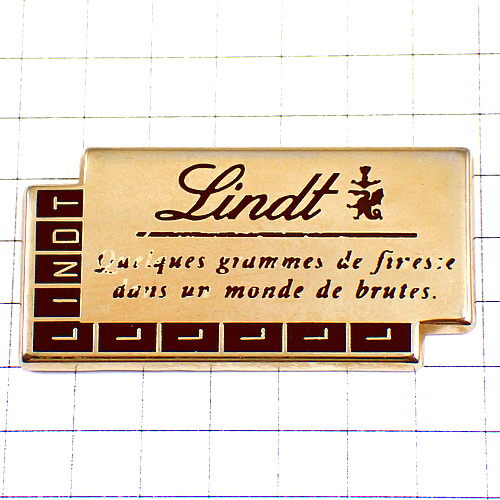 Lindt
Quelques grammes de finesse
dans un monde de brutes.
LINDT
L L L L L